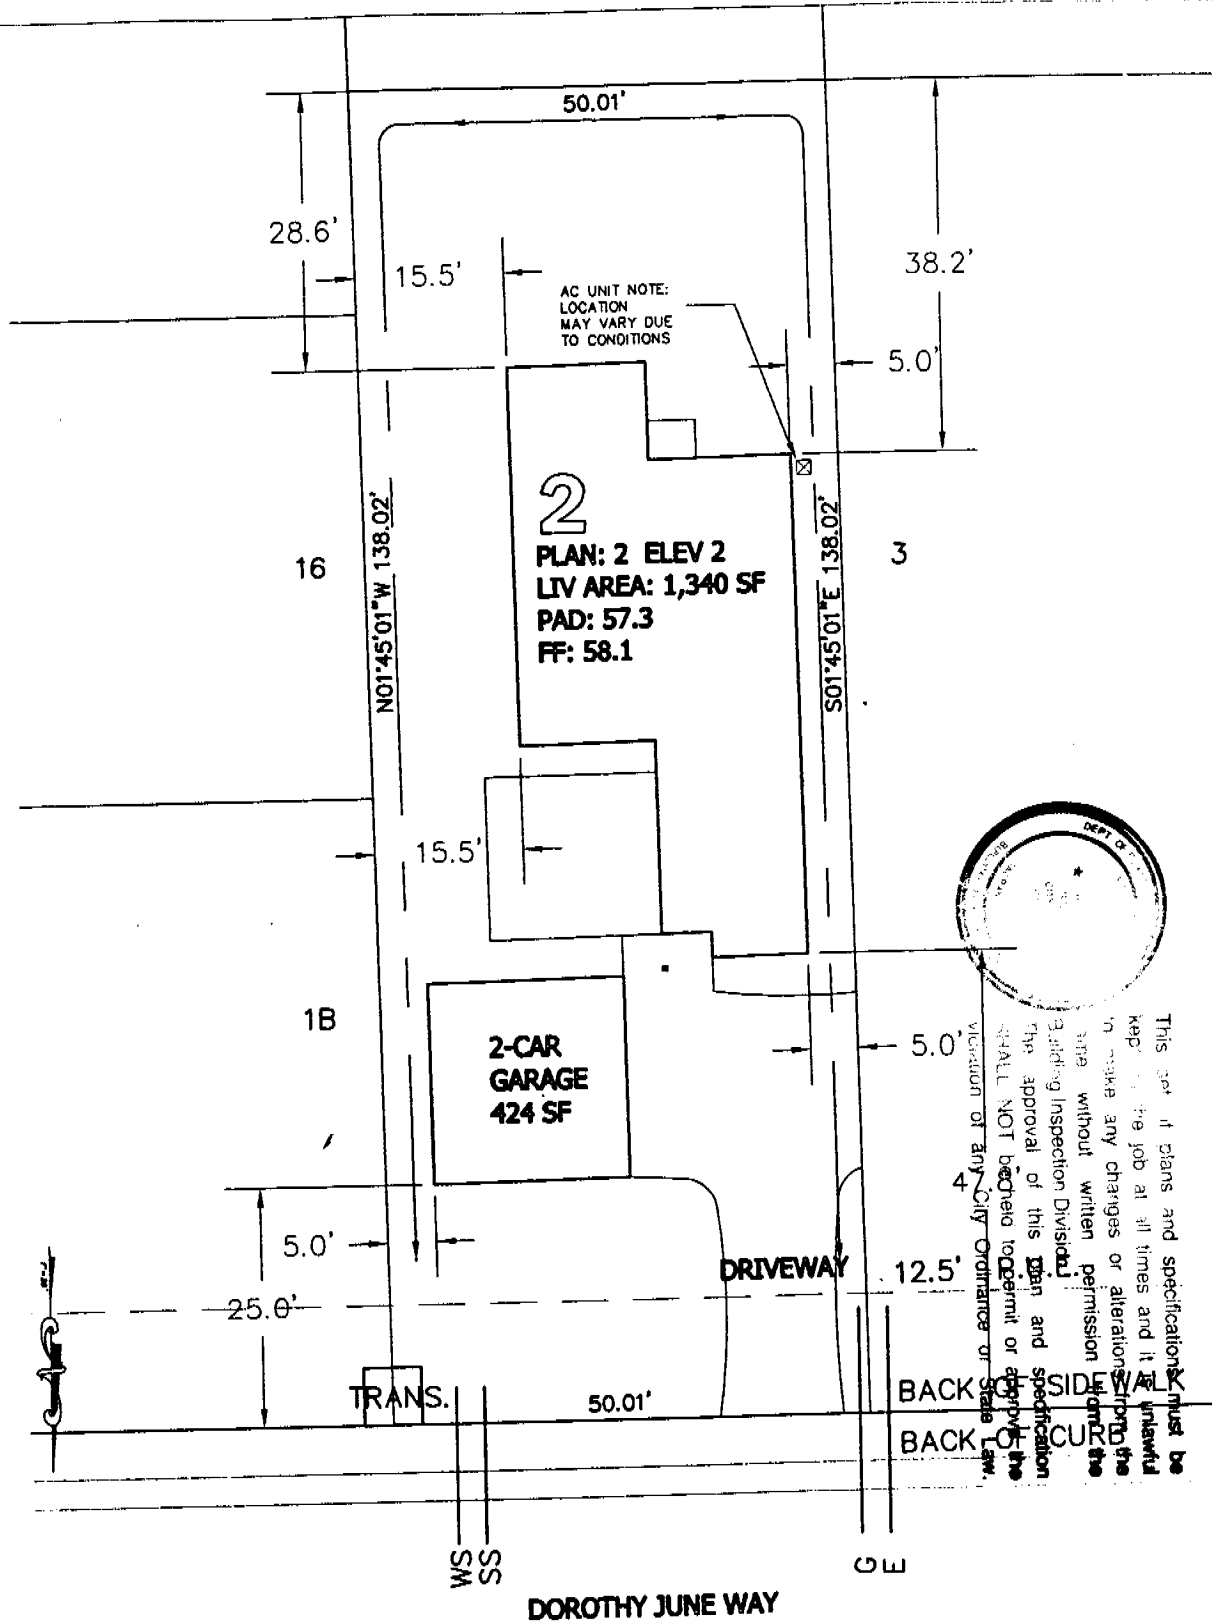 50.01'
28.6'
15.5'
38.2'
AC UNIT NOTE:
LOCATION
MAY VARY DUE
TO CONDITIONS
5.0'
2
PLAN: 2 ELEV 2
LIV AREA: 1,340 SF
PAD: 57.3
FF: 58.1
N01°45'01"W 138.02'
S01°45'01"E 138.02'
16
3
15.5'
1B
2-CAR
GARAGE
424 SF
5.0'
DEPT OF
This set of plans and specifications must be
kept the job at all times and it is unlawful
to make any changes or alterations from the
same without written permission from the
Building Inspection Division.
The approval of this plan and specification
SHALL NOT be held to permit or approve the
violation of any City Ordinance or State Law.
47.
5.0'
DRIVEWAY
12.5'
25.0'
TRANS.
50.01'
BACK OF SIDEWALK
BACK OF CURB
WS
SS
G
E
DOROTHY JUNE WAY